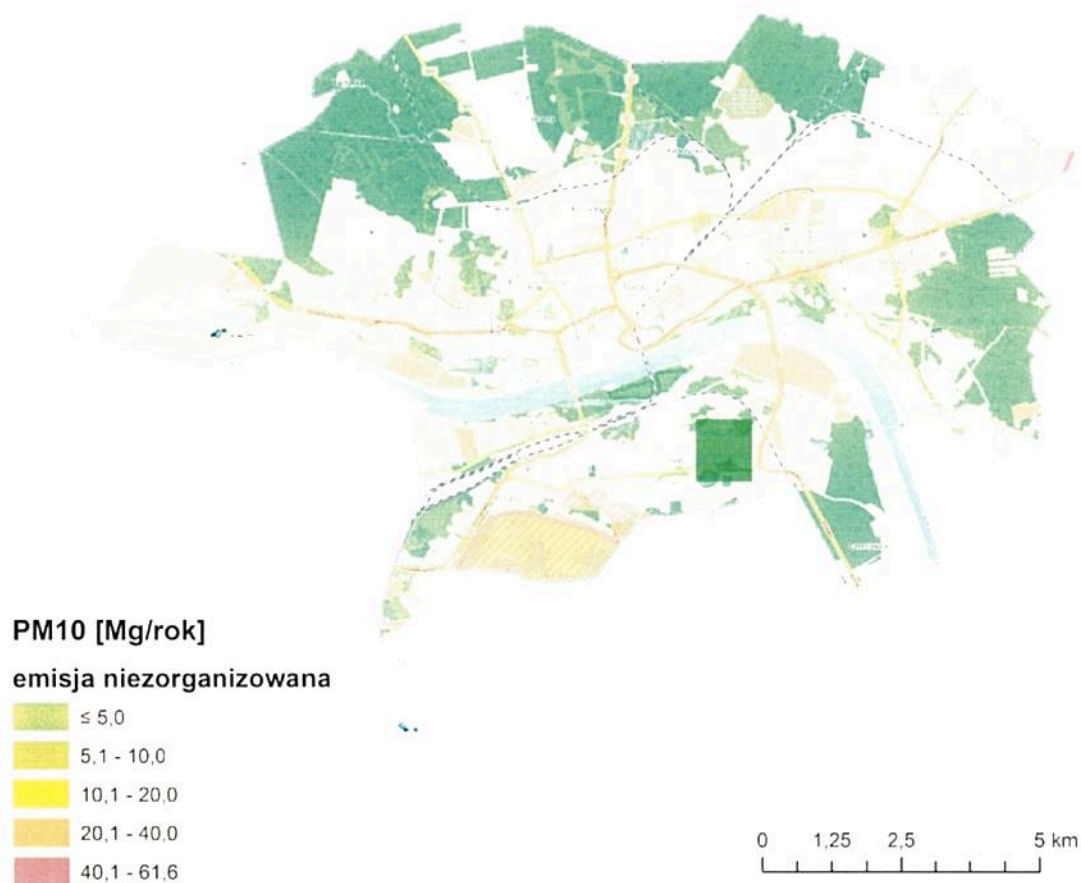 PM10 [Mg/rok]
emisja niezorganizowana
≤ 5,0
5,1 - 10,0
10,1 - 20,0
20,1 - 40,0
40,1 - 61,6
0 1,25 2,5 5 km